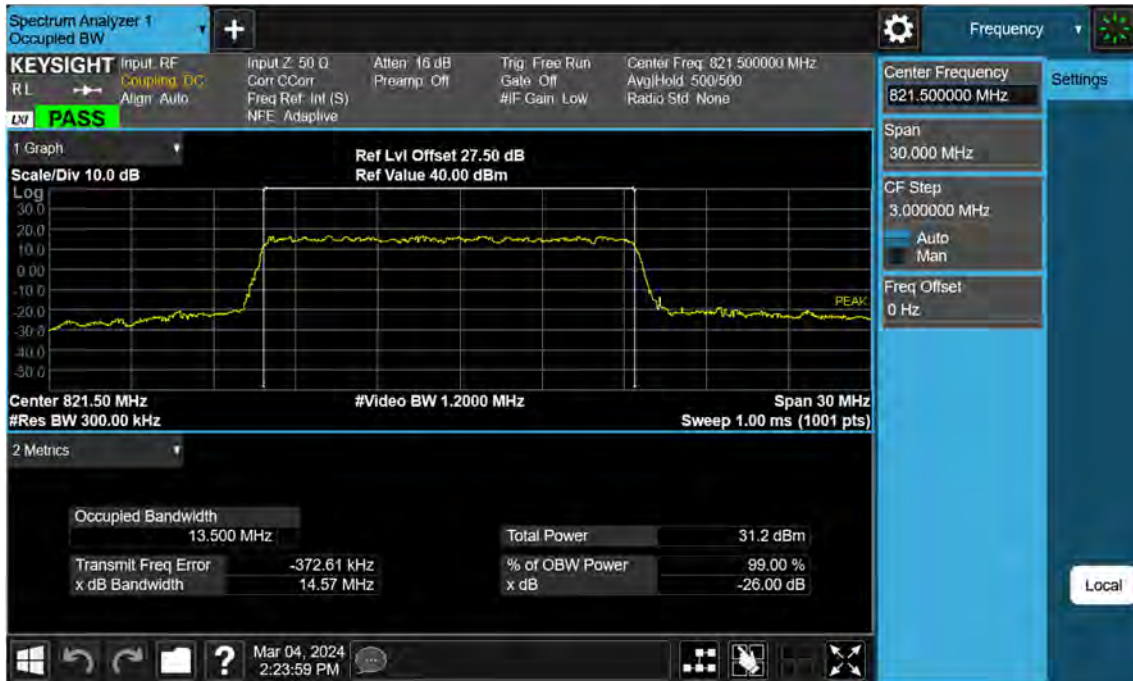 Spectrum Analyzer 1
Occupied BW
+
Frequency
KEYSIGHT
RL
LXI PASS
Input: RF
Coupling: DC
Align: Auto
Input Z: 50 Ω
Corr CCorr
Freq Ref: Int (S)
NFE: Adaptive
Atten: 16 dB
Preamp: Off
Trig: Free Run
Gate: Off
#IF Gain: Low
Center Freq: 821.500000 MHz
Avg|Hold: 500/500
Radio Std: None
Center Frequency
821.500000 MHz
Settings
Span
30.000 MHz
CF Step
3.000000 MHz
Auto
Man
Freq Offset
0 Hz
1 Graph
Scale/Div 10.0 dB
Ref Lvl Offset 27.50 dB
Ref Value 40.00 dBm
Log
30.0
20.0
10.0
0.00
-10.0
-20.0
-30.0
-40.0
-50.0
PEAK
Center 821.50 MHz
#Video BW 1.2000 MHz
Span 30 MHz
#Res BW 300.00 kHz
Sweep 1.00 ms (1001 pts)
2 Metrics
Occupied Bandwidth
13.500 MHz
Total Power 31.2 dBm
Transmit Freq Error -372.61 kHz
% of OBW Power 99.00 %
x dB Bandwidth 14.57 MHz
x dB -26.00 dB
Local
?
Mar 04, 2024
2:23:59 PM